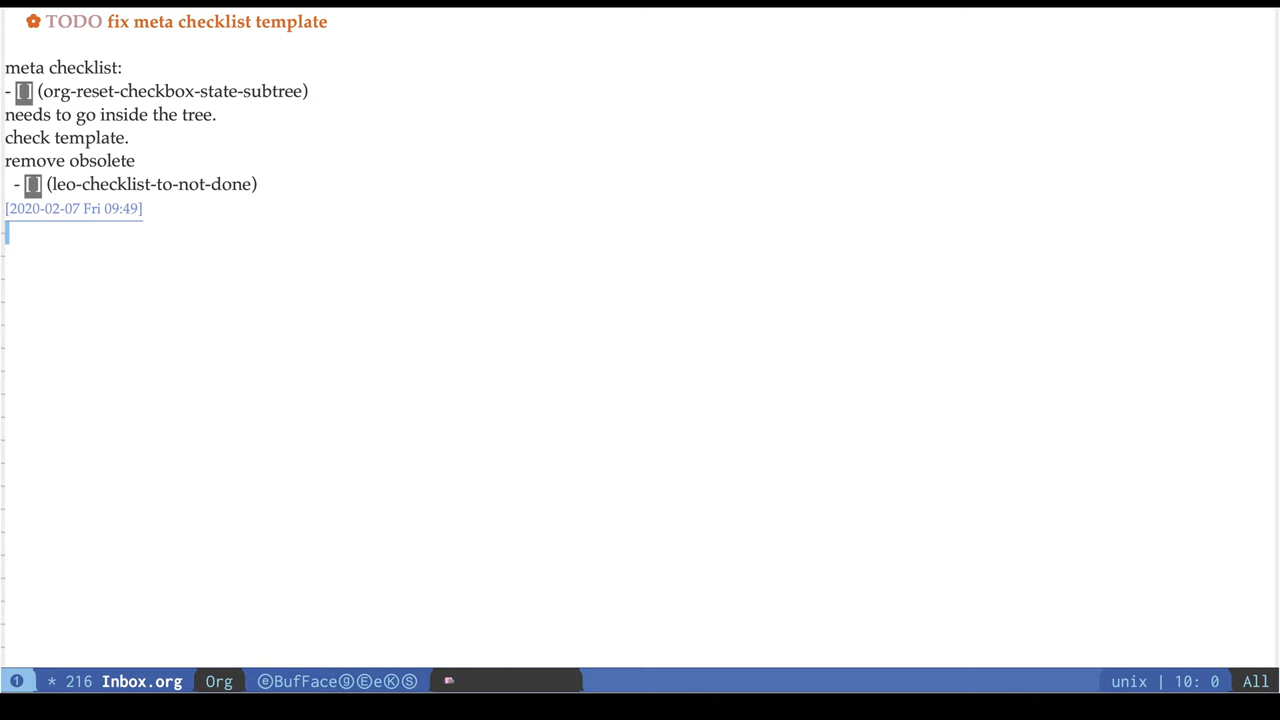 TODO fix meta checklist template
meta checklist:
- [ ] (org-reset-checkbox-state-subtree)
needs to go inside the tree.
check template.
remove obsolete
- [ ] (leo-checklist-to-not-done)
[2020-02-07 Fri 09:49]
❶ * 216 Inbox.org Org ⓔBufFaceⓖⒺeⓀⓈ unix | 10: 0 All